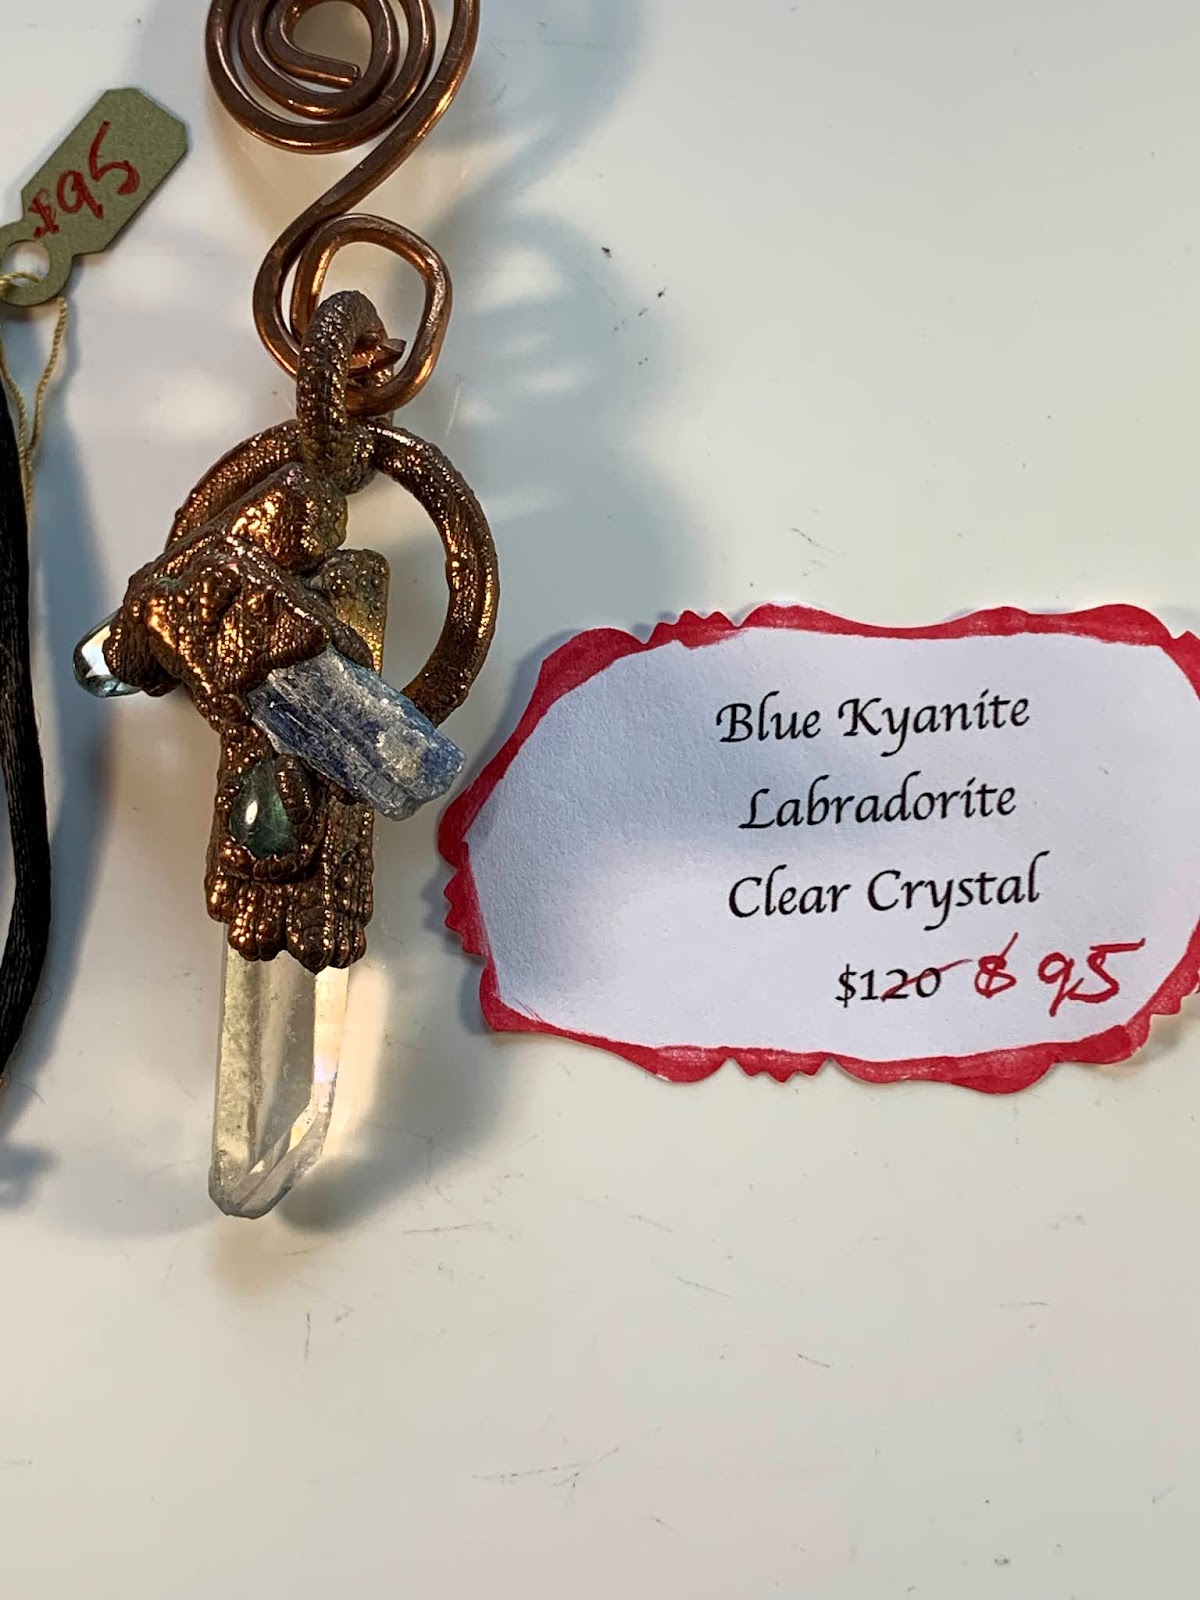 $95
Blue Kyanite
Labradorite
Clear Crystal
$120 $95